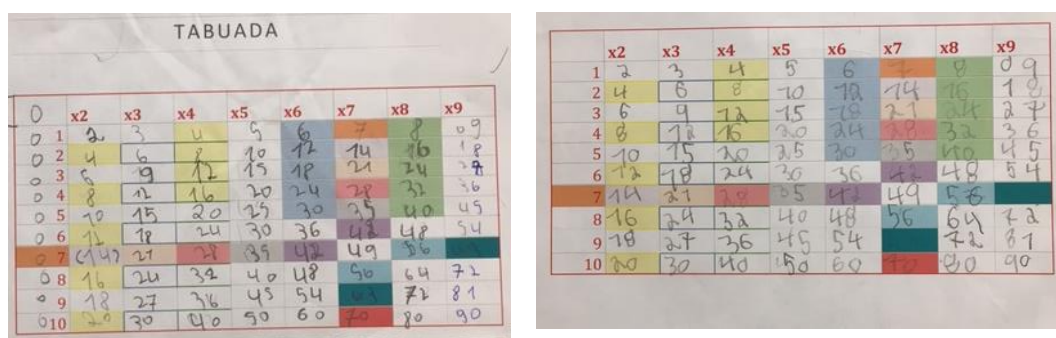 TABUADA
0 x2 x3 x4 x5 x6 x7 x8 x9
0 1 2 3 4 5 6 7 8 09
0 2 4 6 8 10 12 14 16 18
0 3 6 9 12 15 18 21 24 27
0 4 8 12 16 20 24 28 32 36
0 5 10 15 20 25 30 35 40 45
0 6 12 18 24 30 36 42 48 54
0 7 (14) 21 28 35 42 49 56
0 8 16 24 32 40 48 56 64 72
0 9 18 27 36 45 54 63 72 81
0 10 20 30 40 50 60 70 80 90
x2 x3 x4 x5 x6 x7 x8 x9
1 2 3 4 5 6 7 8 09
2 4 6 8 10 12 14 16 18
3 6 9 12 15 18 21 24 27
4 8 12 16 20 24 28 32 36
5 10 15 20 25 30 35 40 45
6 12 18 24 30 36 42 48 54
7 14 21 28 35 42 49 56
8 16 24 32 40 48 56 64 72
9 18 27 36 45 54 72 81
10 20 30 40 50 60 70 80 90